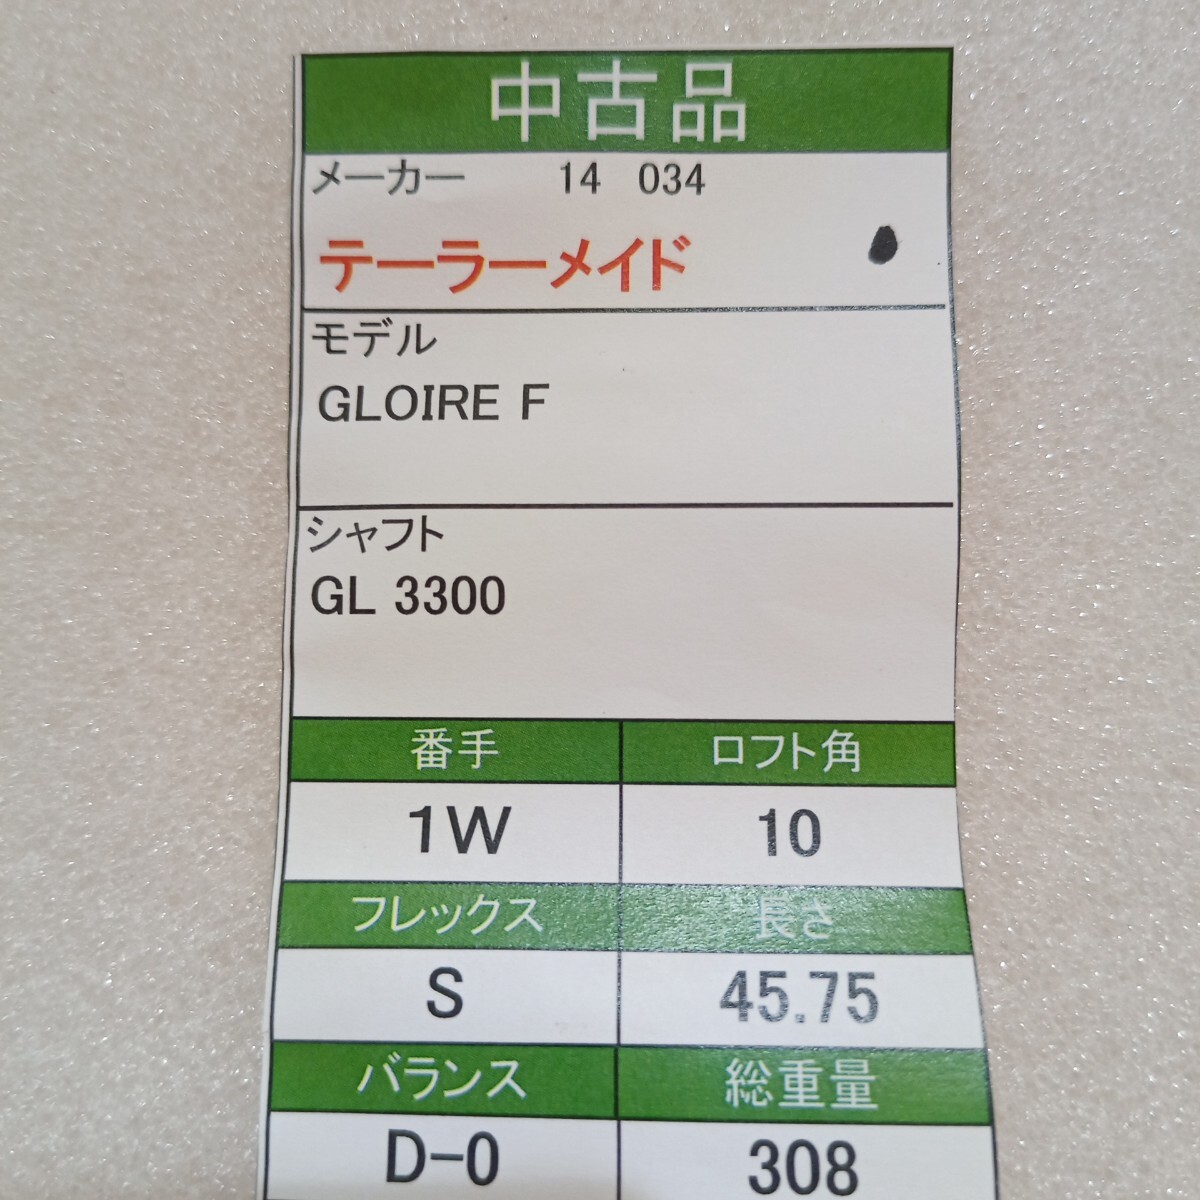 中古品
メーカー 14 034
テーラーメイド
モデル
GLOIRE F
シャフト
GL 3300
番手 ロフト角
1W 10
フレックス 長さ
S 45.75
バランス 総重量
D-0 308